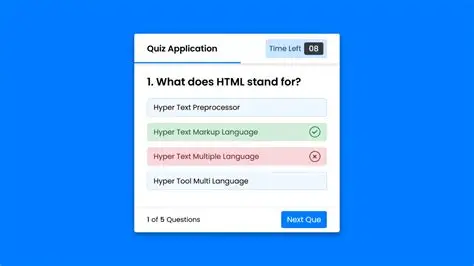 Quiz Application
Time Left 08
1. What does HTML stand for?
Hyper Text Preprocessor
Hyper Text Markup Language
Hyper Text Multiple Language
Hyper Tool Multi Language
1 of 5 Questions
Next Que